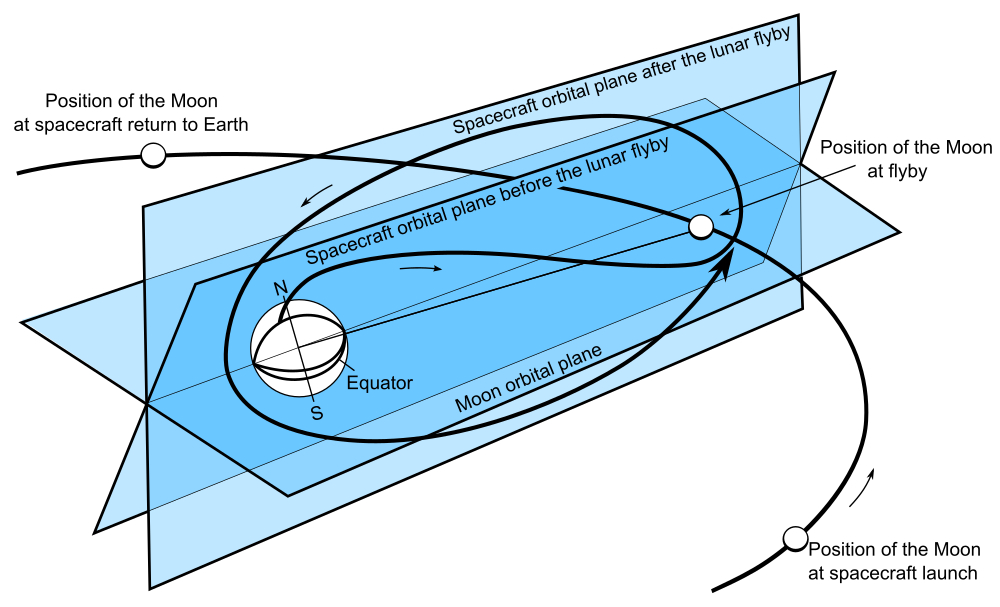 Spacecraft orbital plane after the lunar flyby
Position of the Moon
at spacecraft return to Earth
Position of the Moon
at flyby
Spacecraft orbital plane before the lunar flyby
N
Equator
S
Moon orbital plane
Position of the Moon
at spacecraft launch